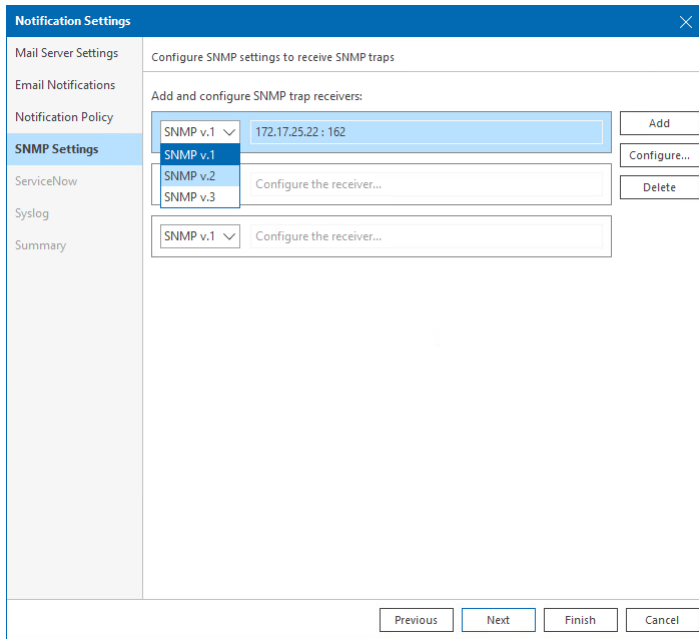 Notification Settings
Mail Server Settings
Email Notifications
Notification Policy
SNMP Settings
ServiceNow
Syslog
Summary
Configure SNMP settings to receive SNMP traps
Add and configure SNMP trap receivers:
SNMP v.1 172.17.25.22 : 162
SNMP v.1
SNMP v.2
SNMP v.3
Configure the receiver...
SNMP v.1 Configure the receiver...
Add
Configure...
Delete
Previous Next Finish Cancel